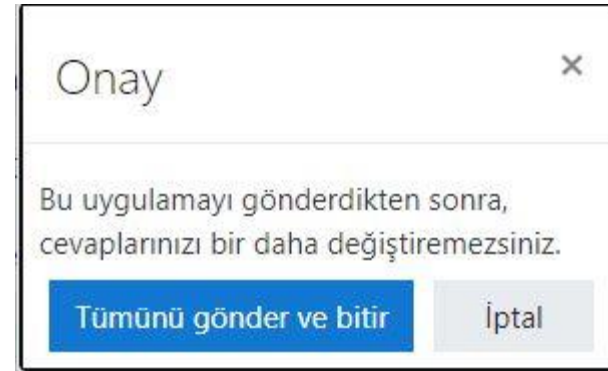 Onay
Bu uygulamayı gönderdikten sonra,
cevaplarınızı bir daha değiştiremezsiniz.
Tümünü gönder ve bitir
İptal